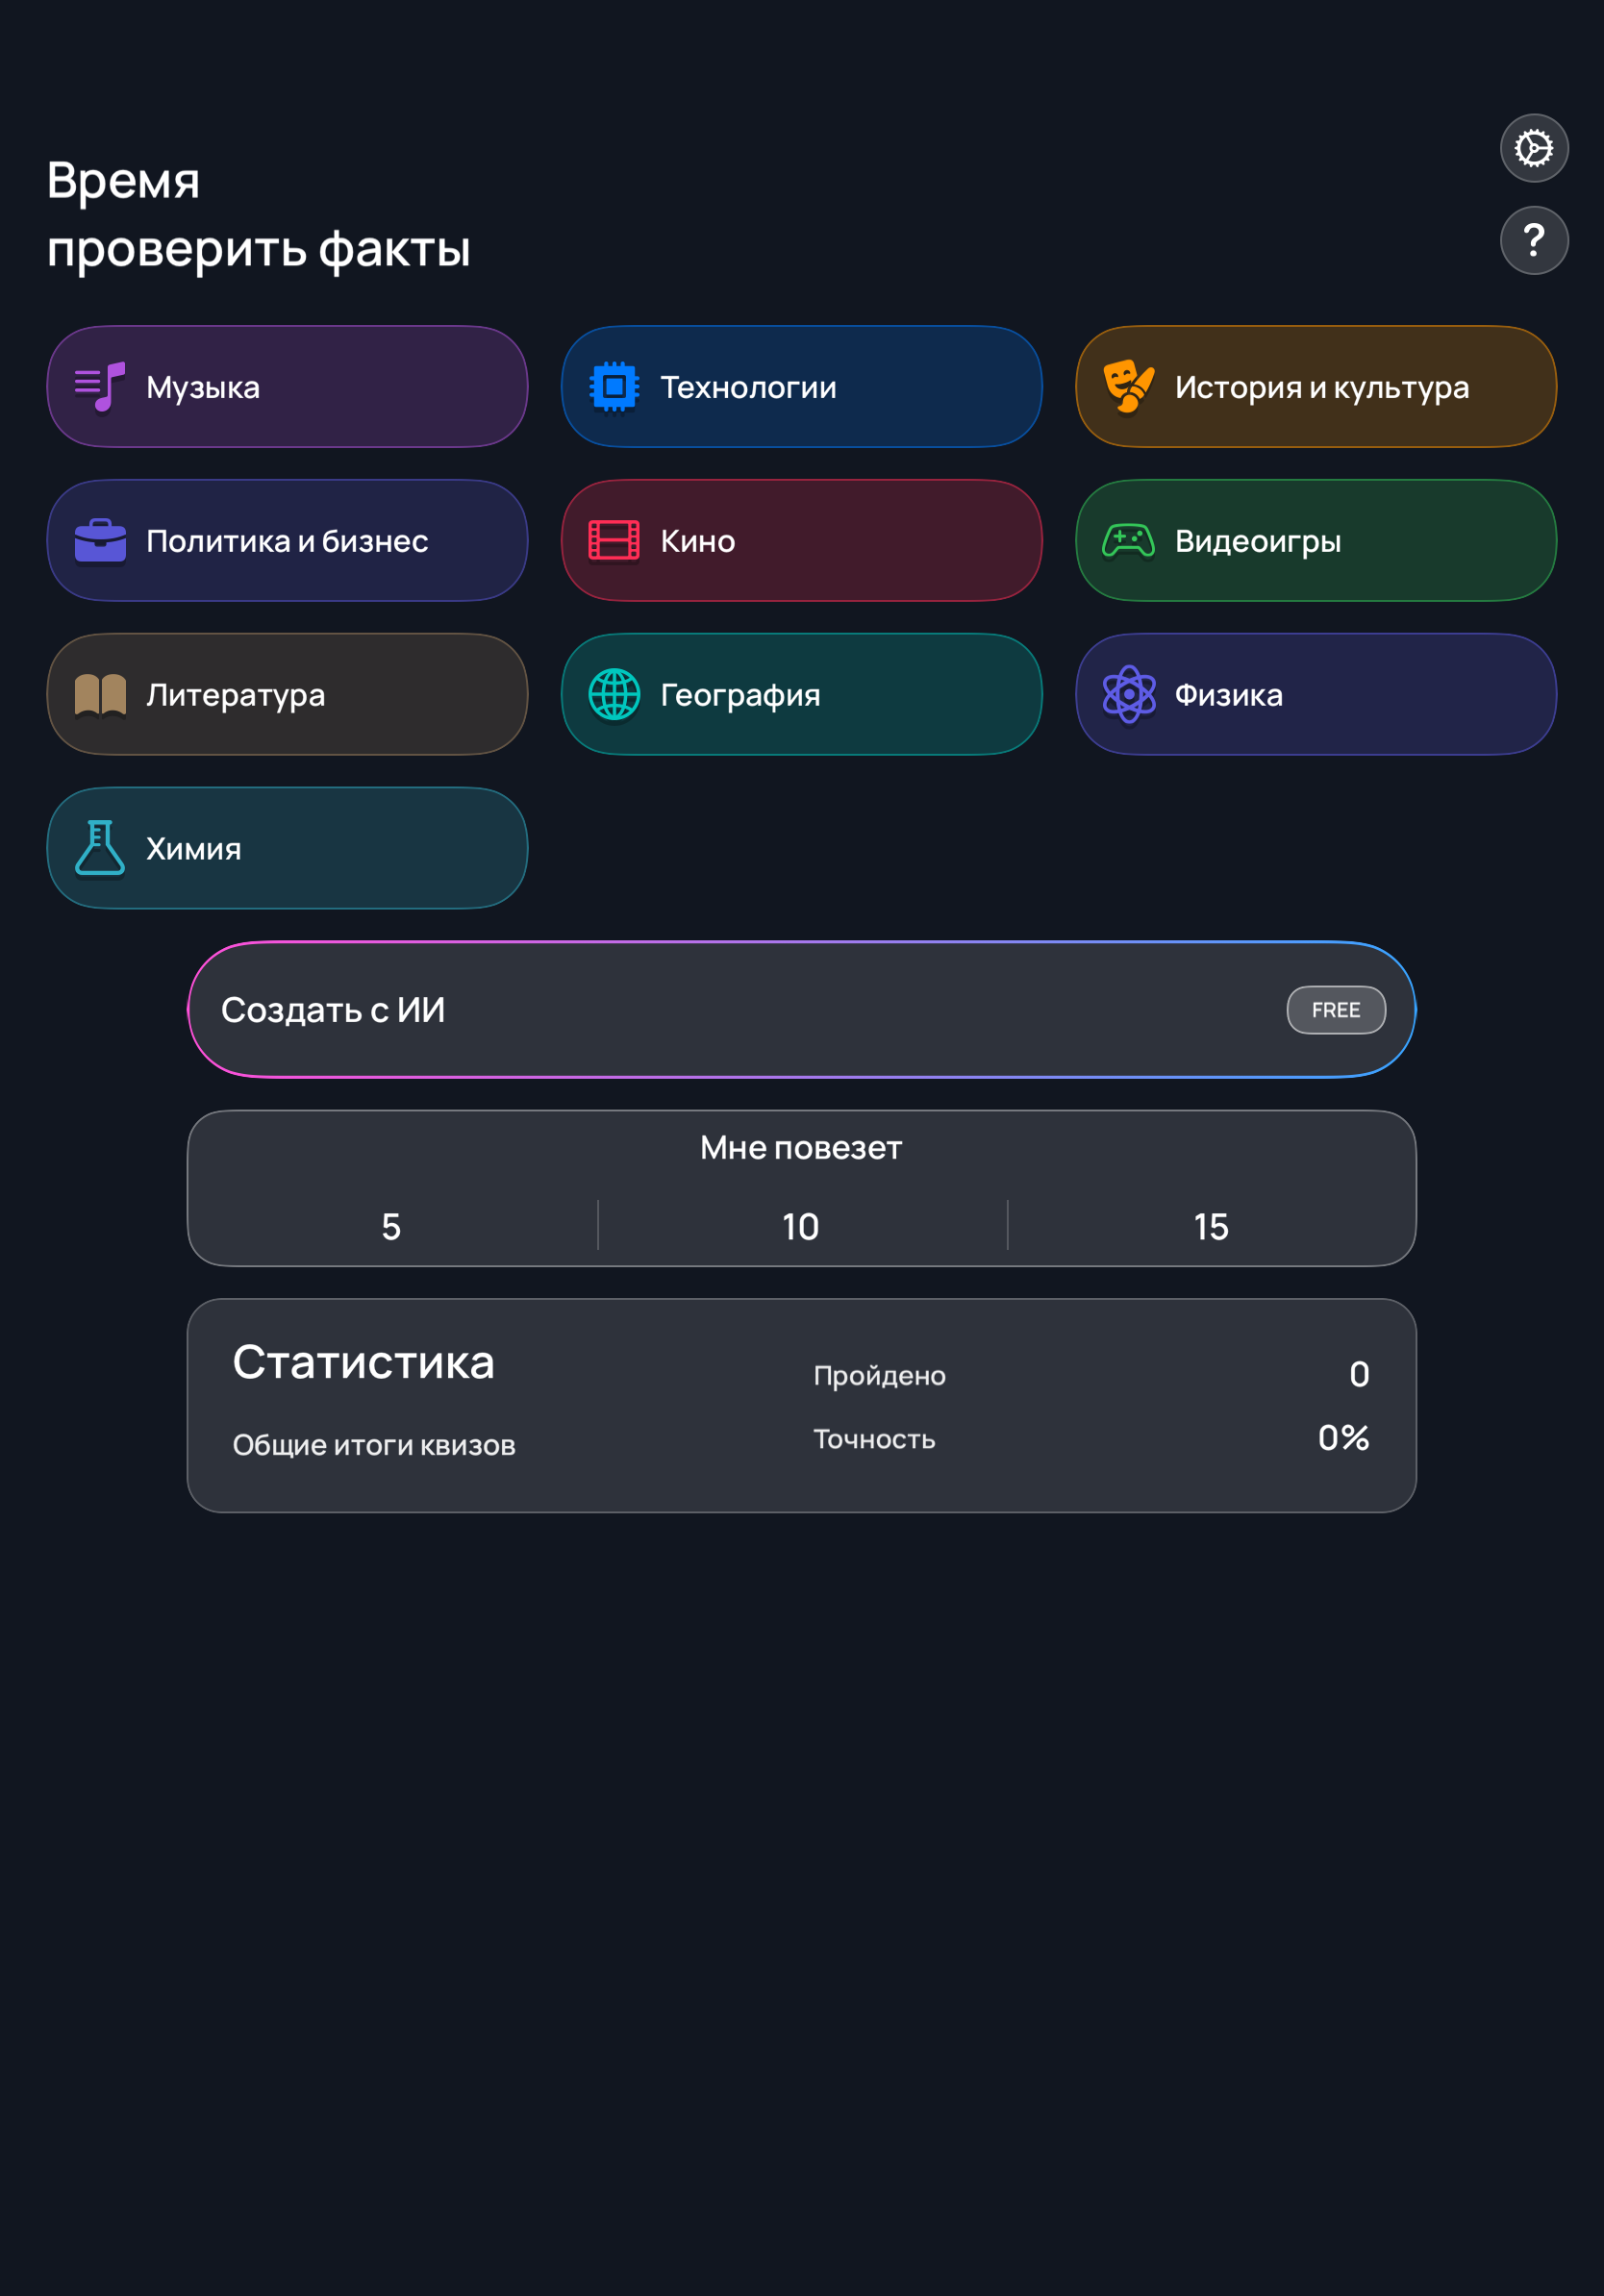 Время
проверить факты
?
Музыка
Технологии
История и культура
Политика и бизнес
Кино
Видеоигры
Литература
География
Физика
Химия
Создать с ИИ
FREE
Мне повезет
5
10
15
Статистика
Общие итоги квизов
Пройдено
0
Точность
0%